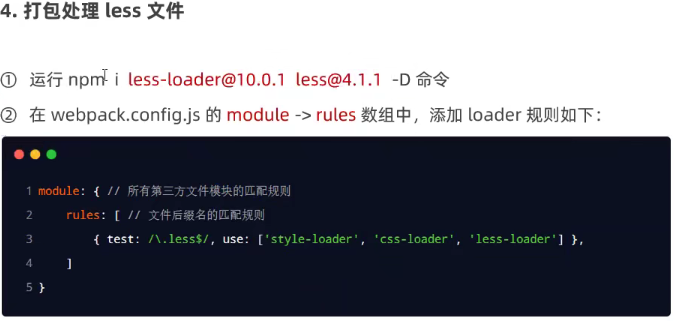 4. 打包处理 less 文件
① 运行 npm i less-loader@10.0.1 less@4.1.1 -D 命令
② 在 webpack.config.js 的 module -> rules 数组中，添加 loader 规则如下：
1 module: { // 所有第三方文件模块的匹配规则
2 rules: [ // 文件后缀名的匹配规则
3 { test: /\.less$/, use: ['style-loader', 'css-loader', 'less-loader'] },
4 ]
5 }